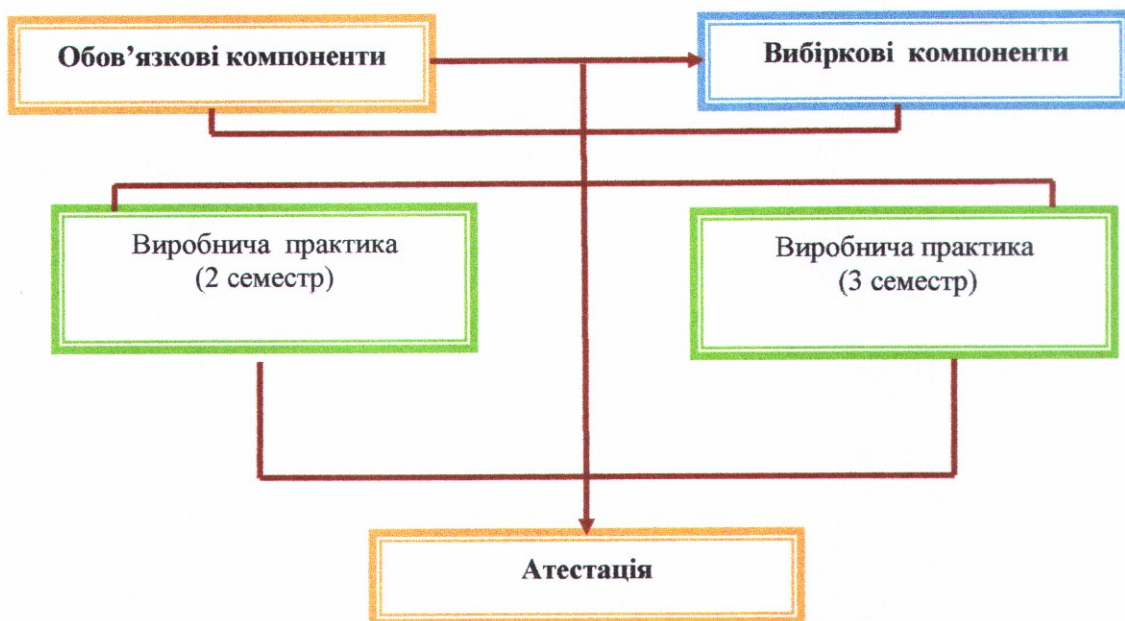 Обов’язкові компоненти
Вибіркові компоненти
Виробнича практика
(2 семестр)
Виробнича практика
(3 семестр)
Атестація